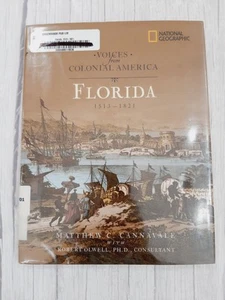 NATIONAL
GEOGRAPHIC
VOICES
from
COLONIAL AMERICA
FLORIDA
1513–1821
MATTHEW C. CANNAVALE
WITH
ROBERT OLWELL, PH.D., CONSULTANT